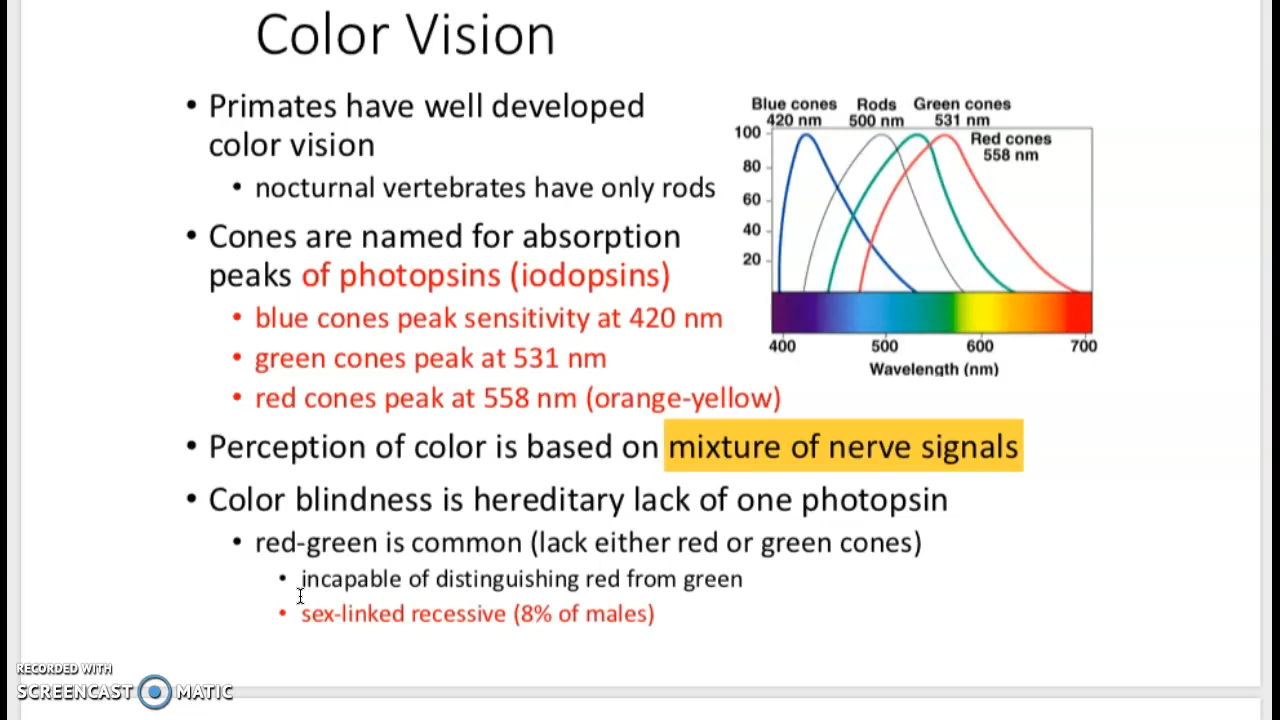 Color Vision
• Primates have well developed
color vision
• nocturnal vertebrates have only rods
• Cones are named for absorption
peaks of photopsins (iodopsins)
• blue cones peak sensitivity at 420 nm
• green cones peak at 531 nm
• red cones peak at 558 nm (orange-yellow)
• Perception of color is based on mixture of nerve signals
• Color blindness is hereditary lack of one photopsin
• red-green is common (lack either red or green cones)
• incapable of distinguishing red from green
• sex-linked recessive (8% of males)
Blue cones Rods Green cones
420 nm 500 nm 531 nm
Red cones
558 nm
100
80
60
40
20
400 500 600 700
Wavelength (nm)
RECORDED WITH
SCREENCAST MATIC